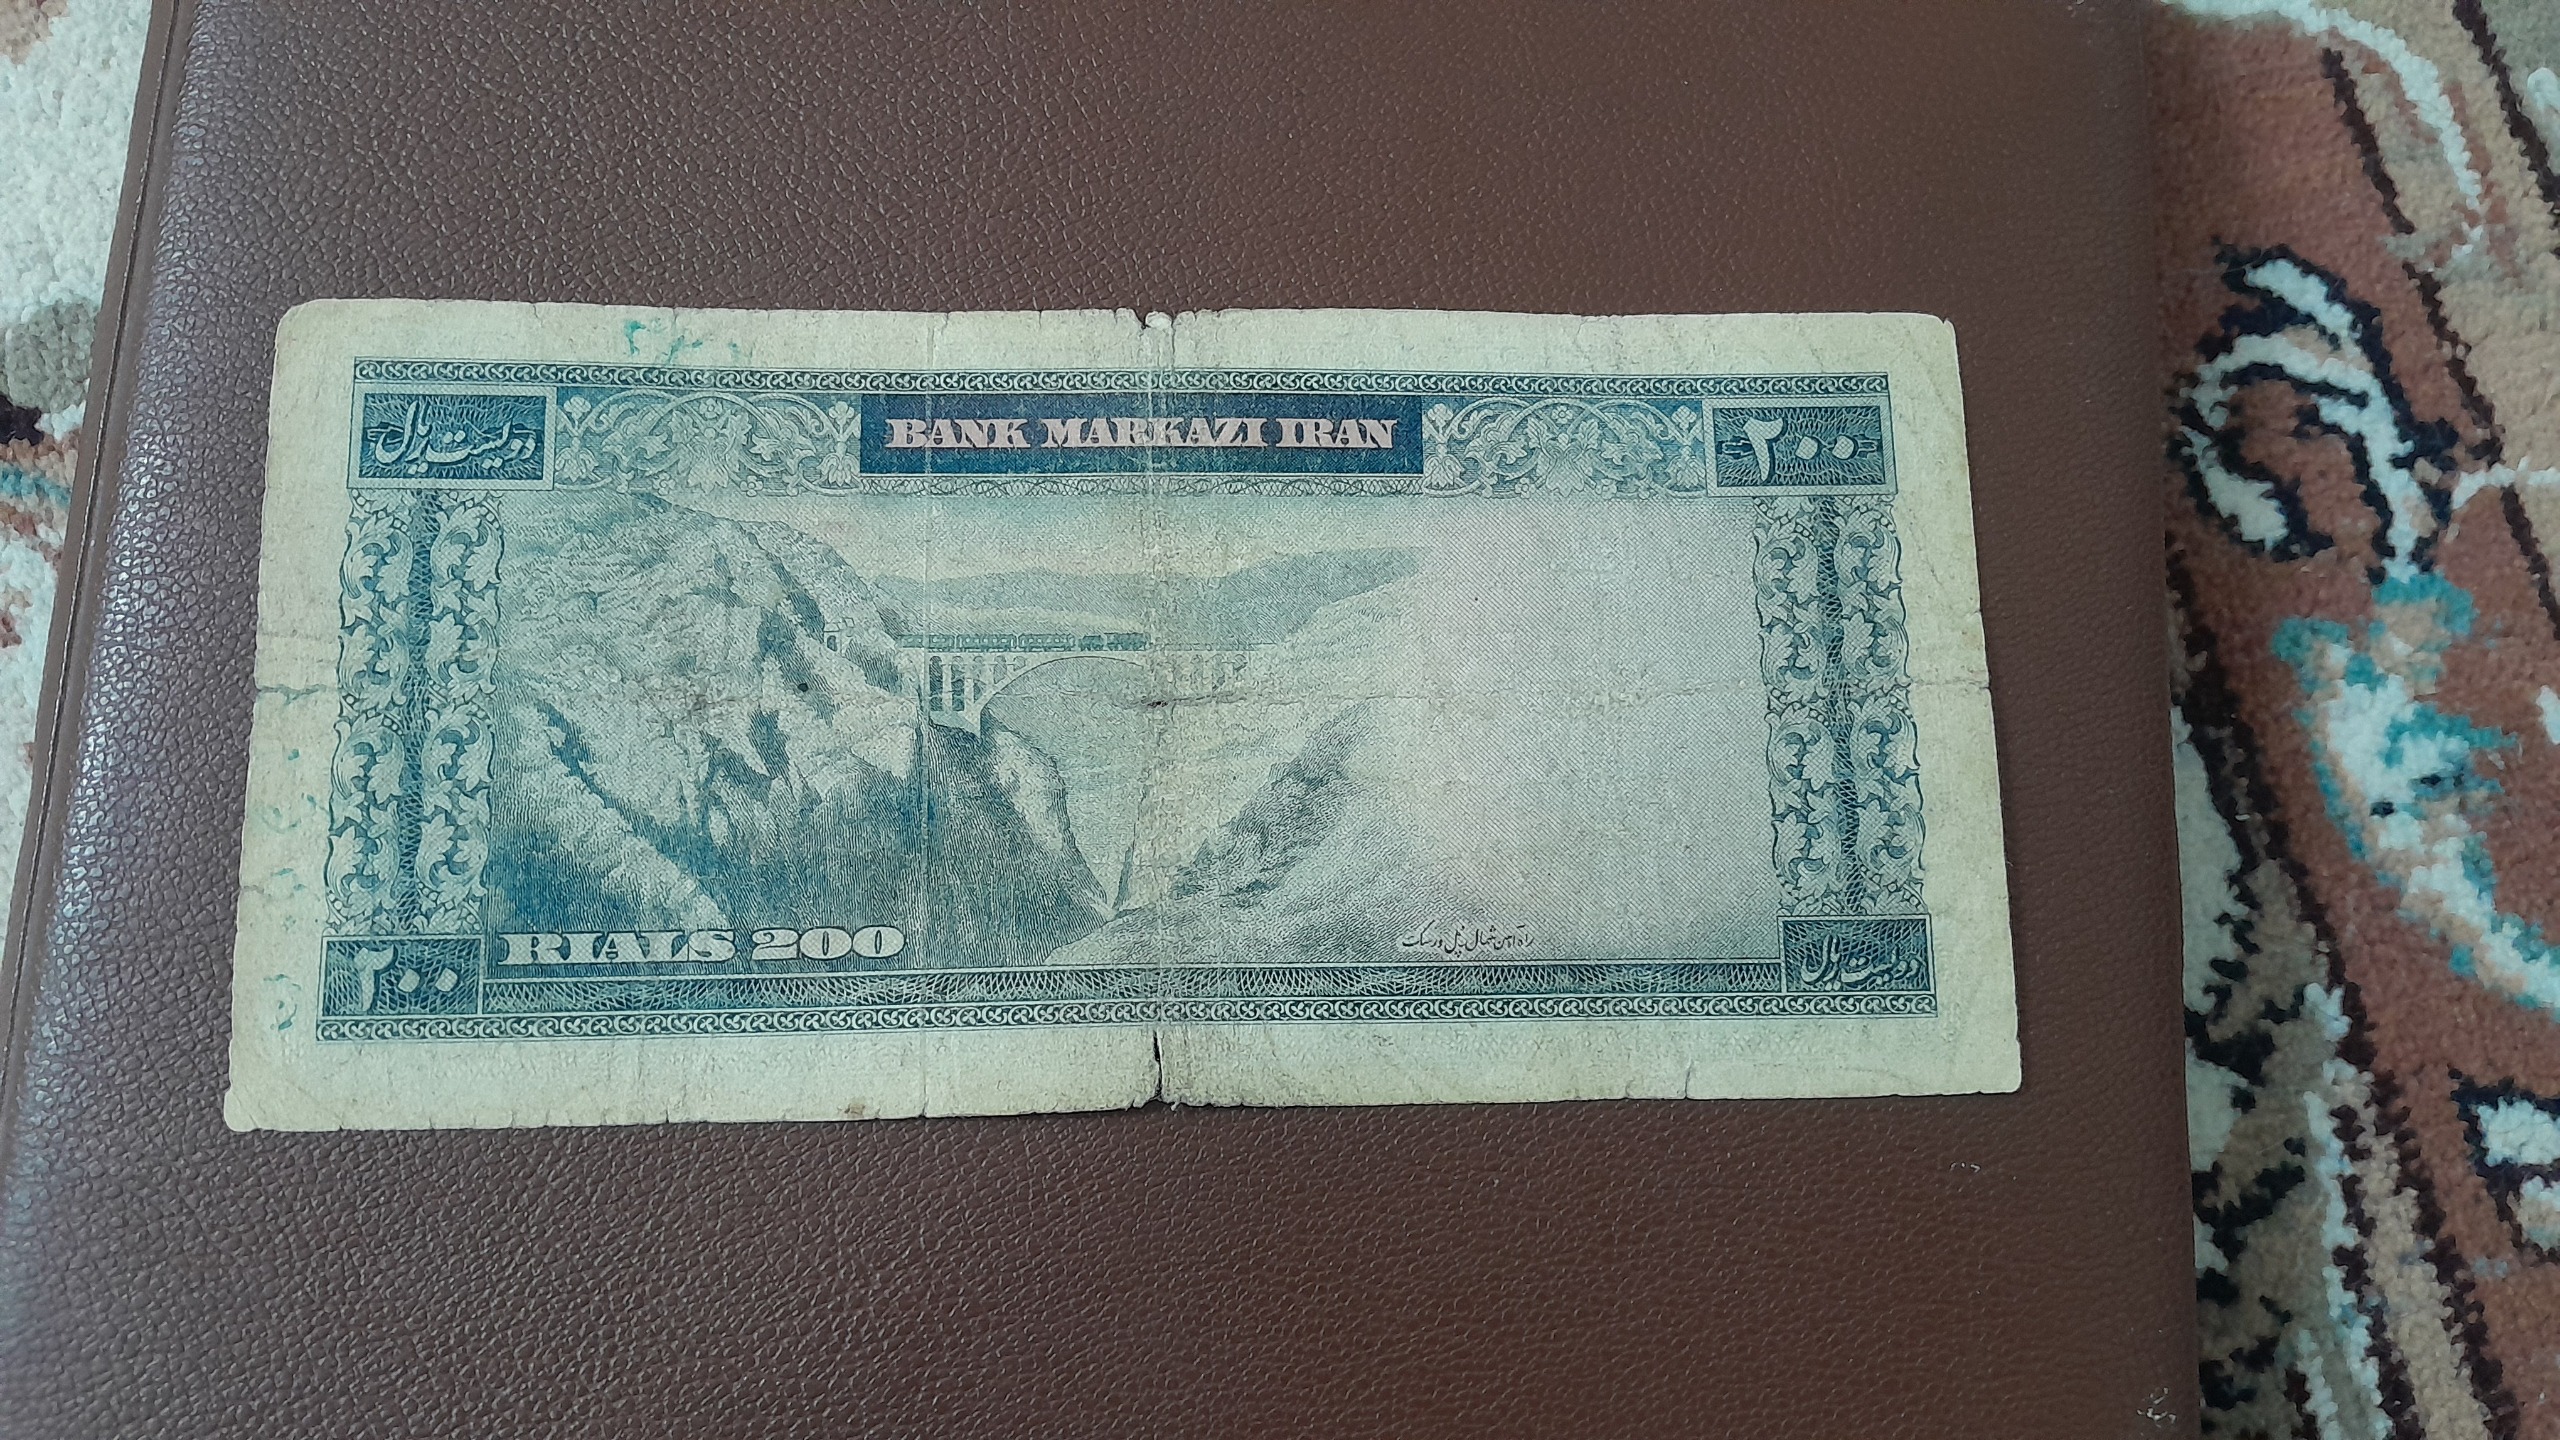 دویست ریال
BANK MARKAZI IRAN
۲۰۰
RIALS 200
راه آهن شمال پل ورسک
۲۰۰
دویست ریال